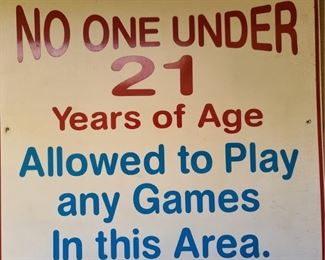 NO ONE UNDER
21
Years of Age
Allowed to Play
any Games
In this Area.